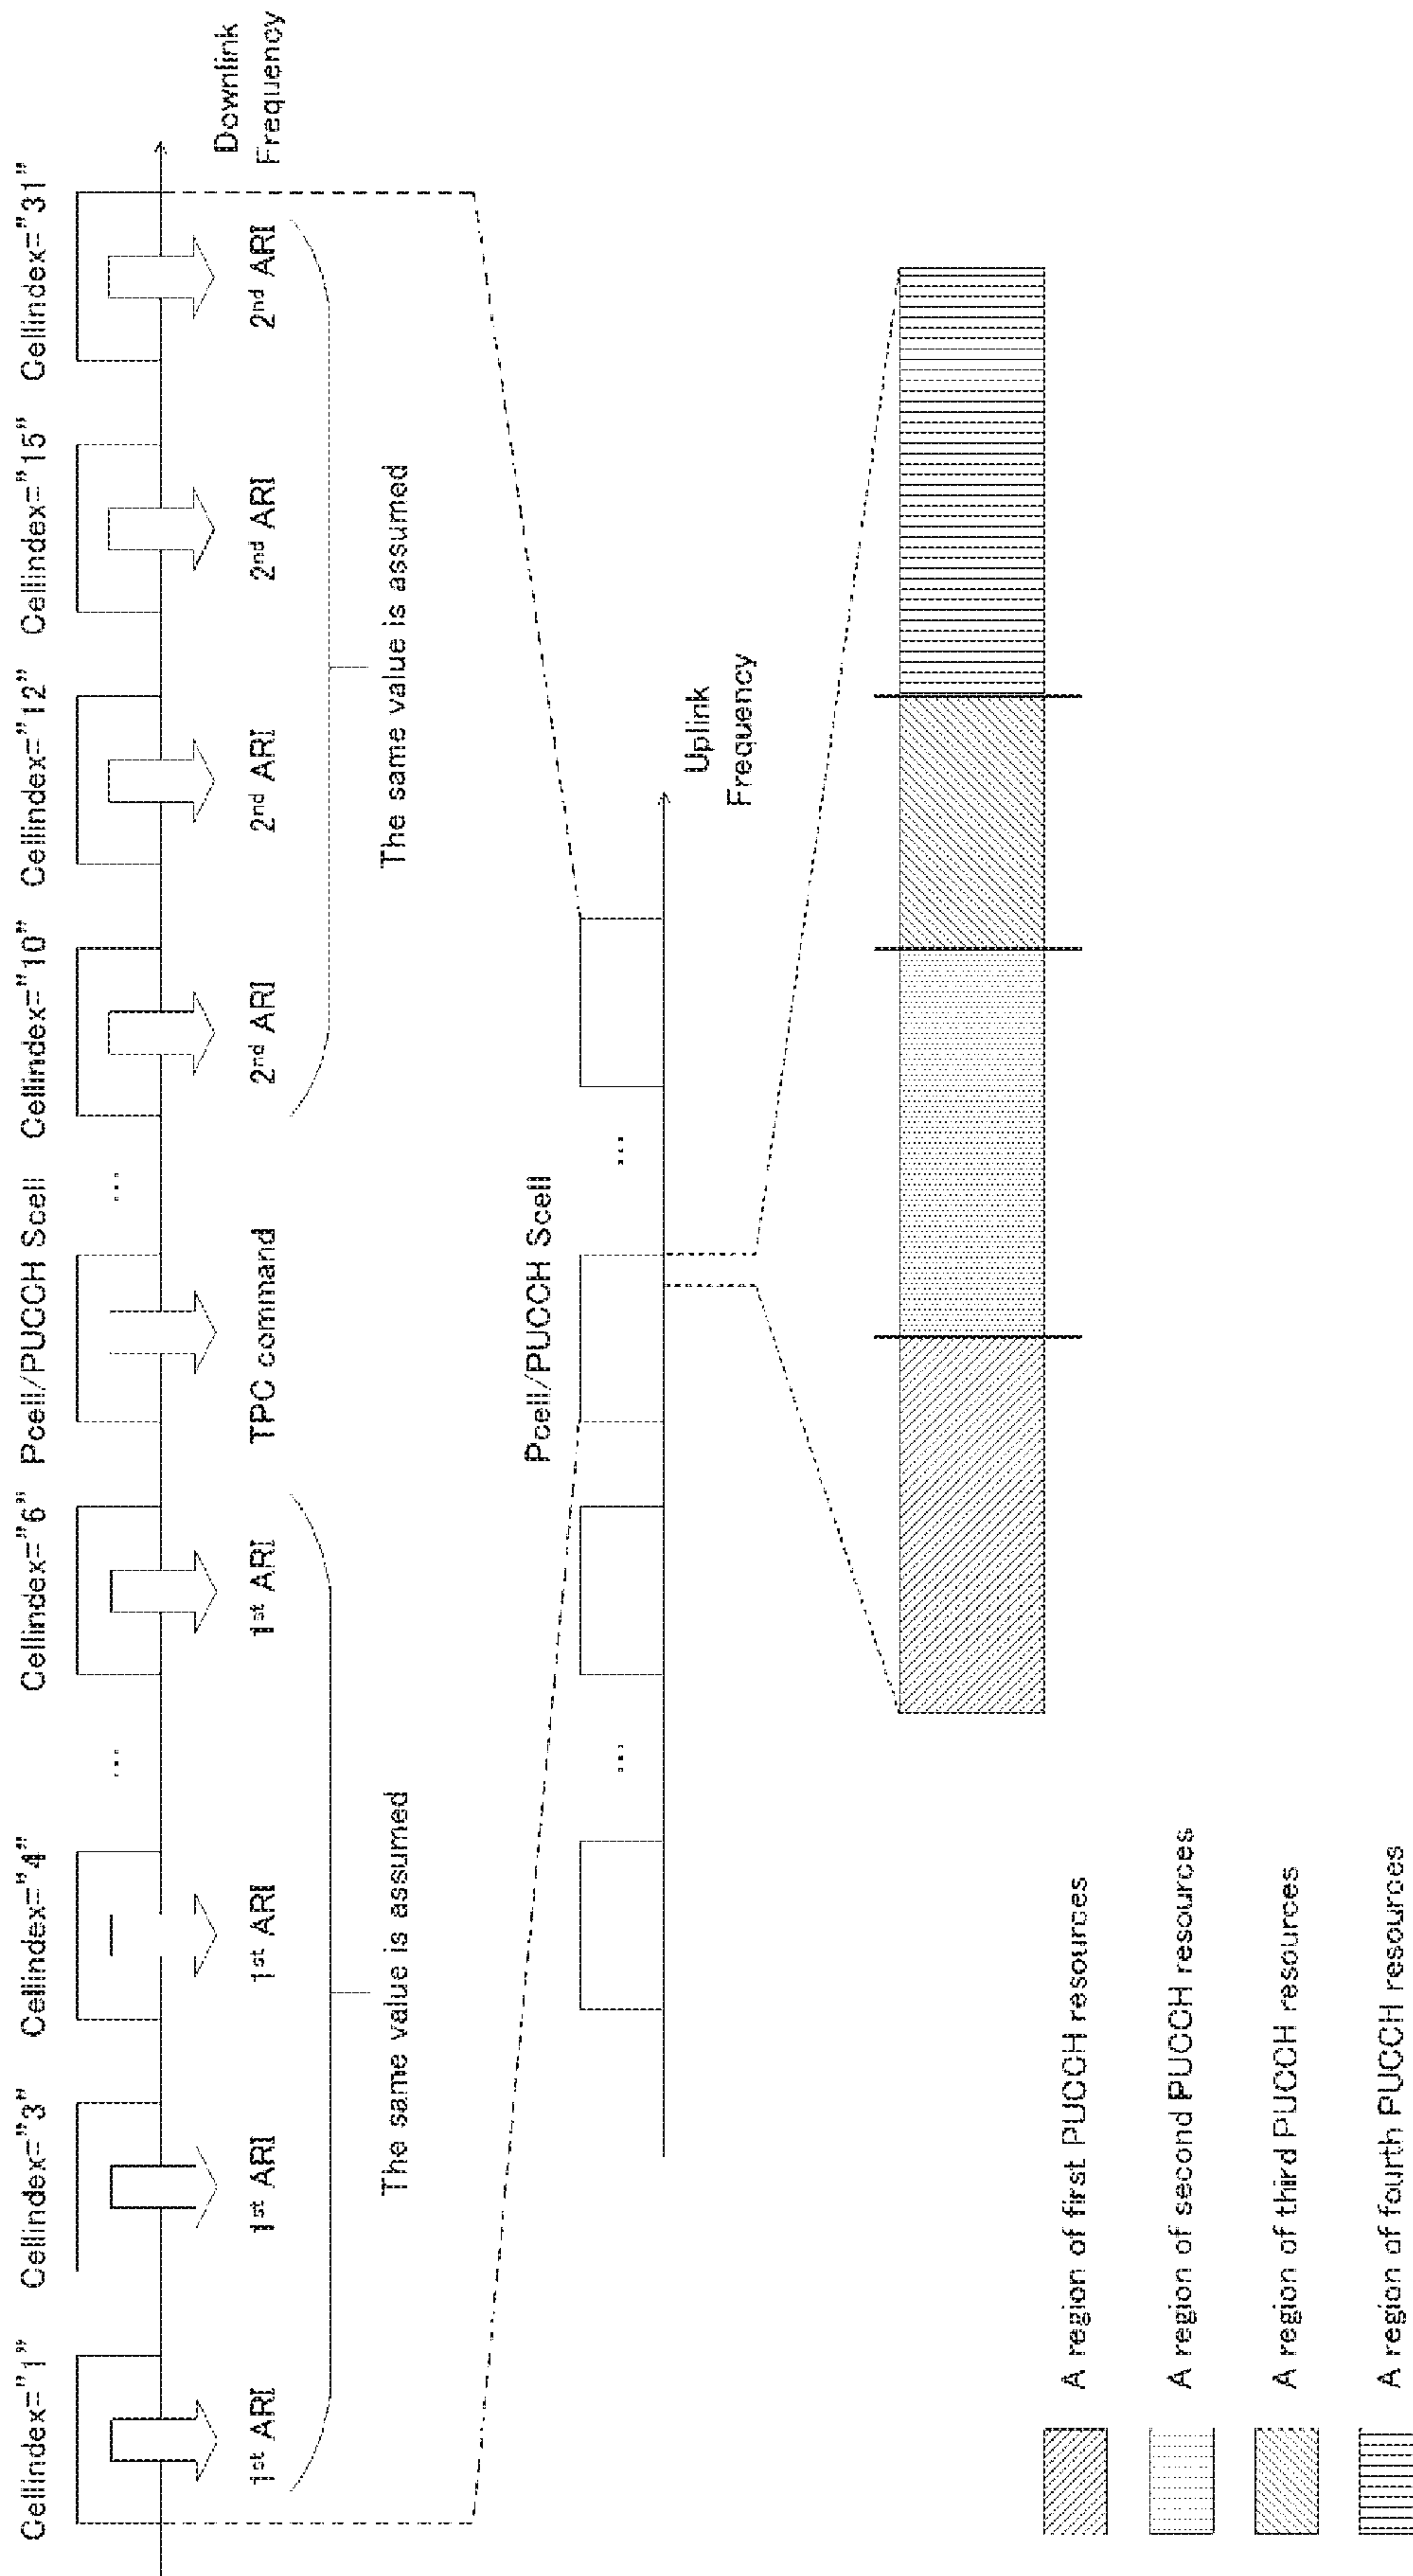 Cellindex="1" Cellindex="3" Cellindex="4" ... Cellindex="6" Pcell/PUCCH Scell ... Cellindex="10" Cellindex="12" Cellindex="15" Cellindex="31"
1st ARI 1st ARI 1st ARI 1st ARI TPC command 2nd ARI 2nd ARI 2nd ARI 2nd ARI
Downlink
Frequency
The same value is assumed The same value is assumed
Pcell/PUCCH Scell
... ...
Uplink
Frequency
A region of first PUCCH resources
A region of second PUCCH resources
A region of third PUCCH resources
A region of fourth PUCCH resources